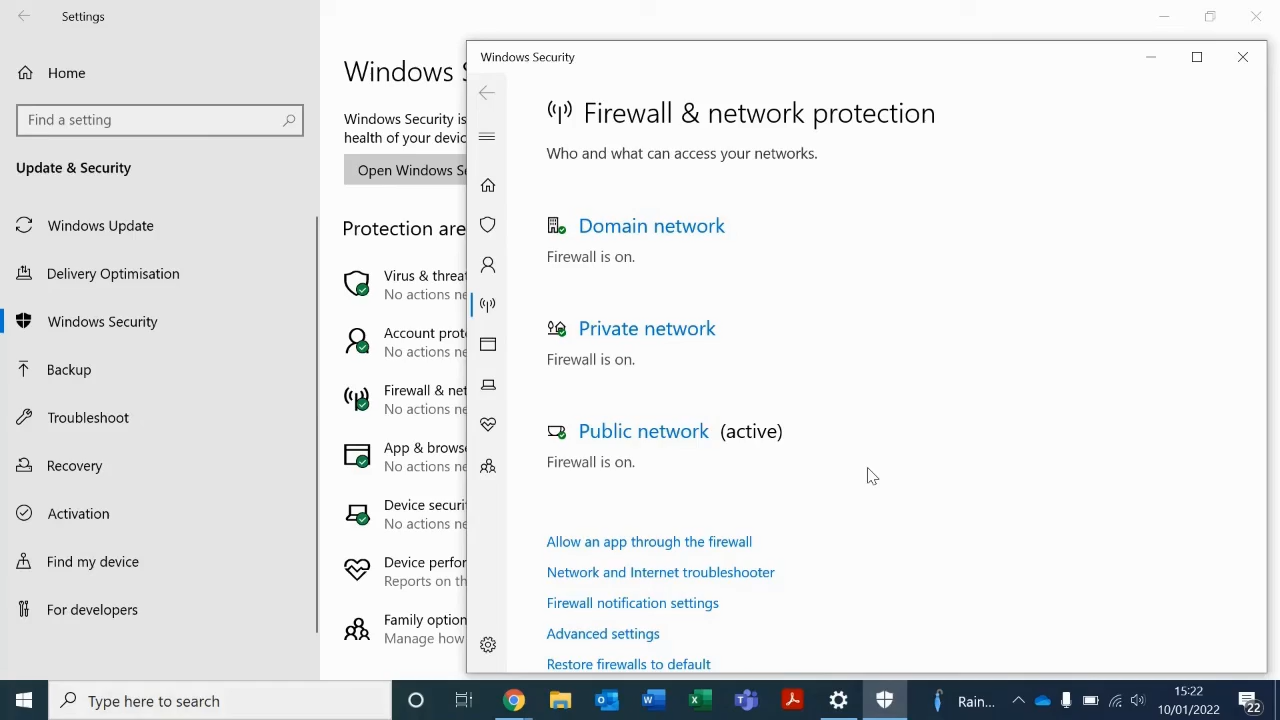 Settings
Home
Find a setting
Update & Security
Windows Update
Delivery Optimisation
Windows Security
Backup
Troubleshoot
Recovery
Activation
Find my device
For developers
Windows
Windows Security is
health of your devic
Open Windows Se
Protection are
Virus & threa
No actions ne
Account prot
No actions ne
Firewall & net
No actions ne
App & browse
No actions ne
Device securi
No actions ne
Device perfor
Reports on th
Family option
Manage how
Windows Security
Firewall & network protection
Who and what can access your networks.
Domain network
Firewall is on.
Private network
Firewall is on.
Public network (active)
Firewall is on.
Allow an app through the firewall
Network and Internet troubleshooter
Firewall notification settings
Advanced settings
Restore firewalls to default
Type here to search
Rain...
15:22
10/01/2022
22